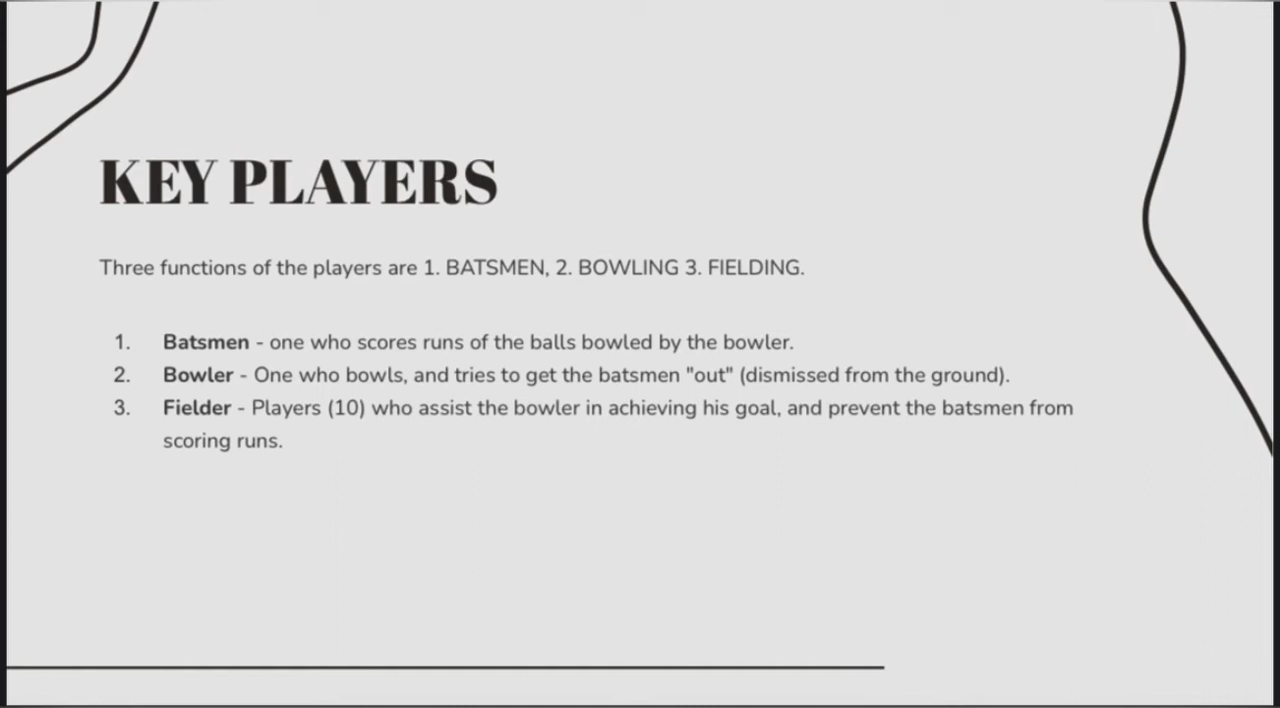 KEY PLAYERS
Three functions of the players are 1. BATSMEN, 2. BOWLING 3. FIELDING.
1. Batsmen - one who scores runs of the balls bowled by the bowler.
2. Bowler - One who bowls, and tries to get the batsmen "out" (dismissed from the ground).
3. Fielder - Players (10) who assist the bowler in achieving his goal, and prevent the batsmen from
scoring runs.